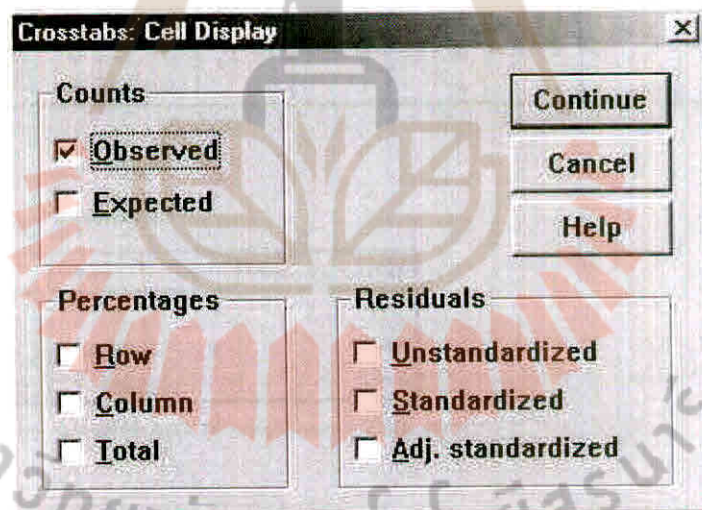 Crosstabs: Cell Display
Counts
Observed
Expected
Continue
Cancel
Help
Percentages
Row
Column
Total
Residuals
Unstandardized
Standardized
Adj. standardized